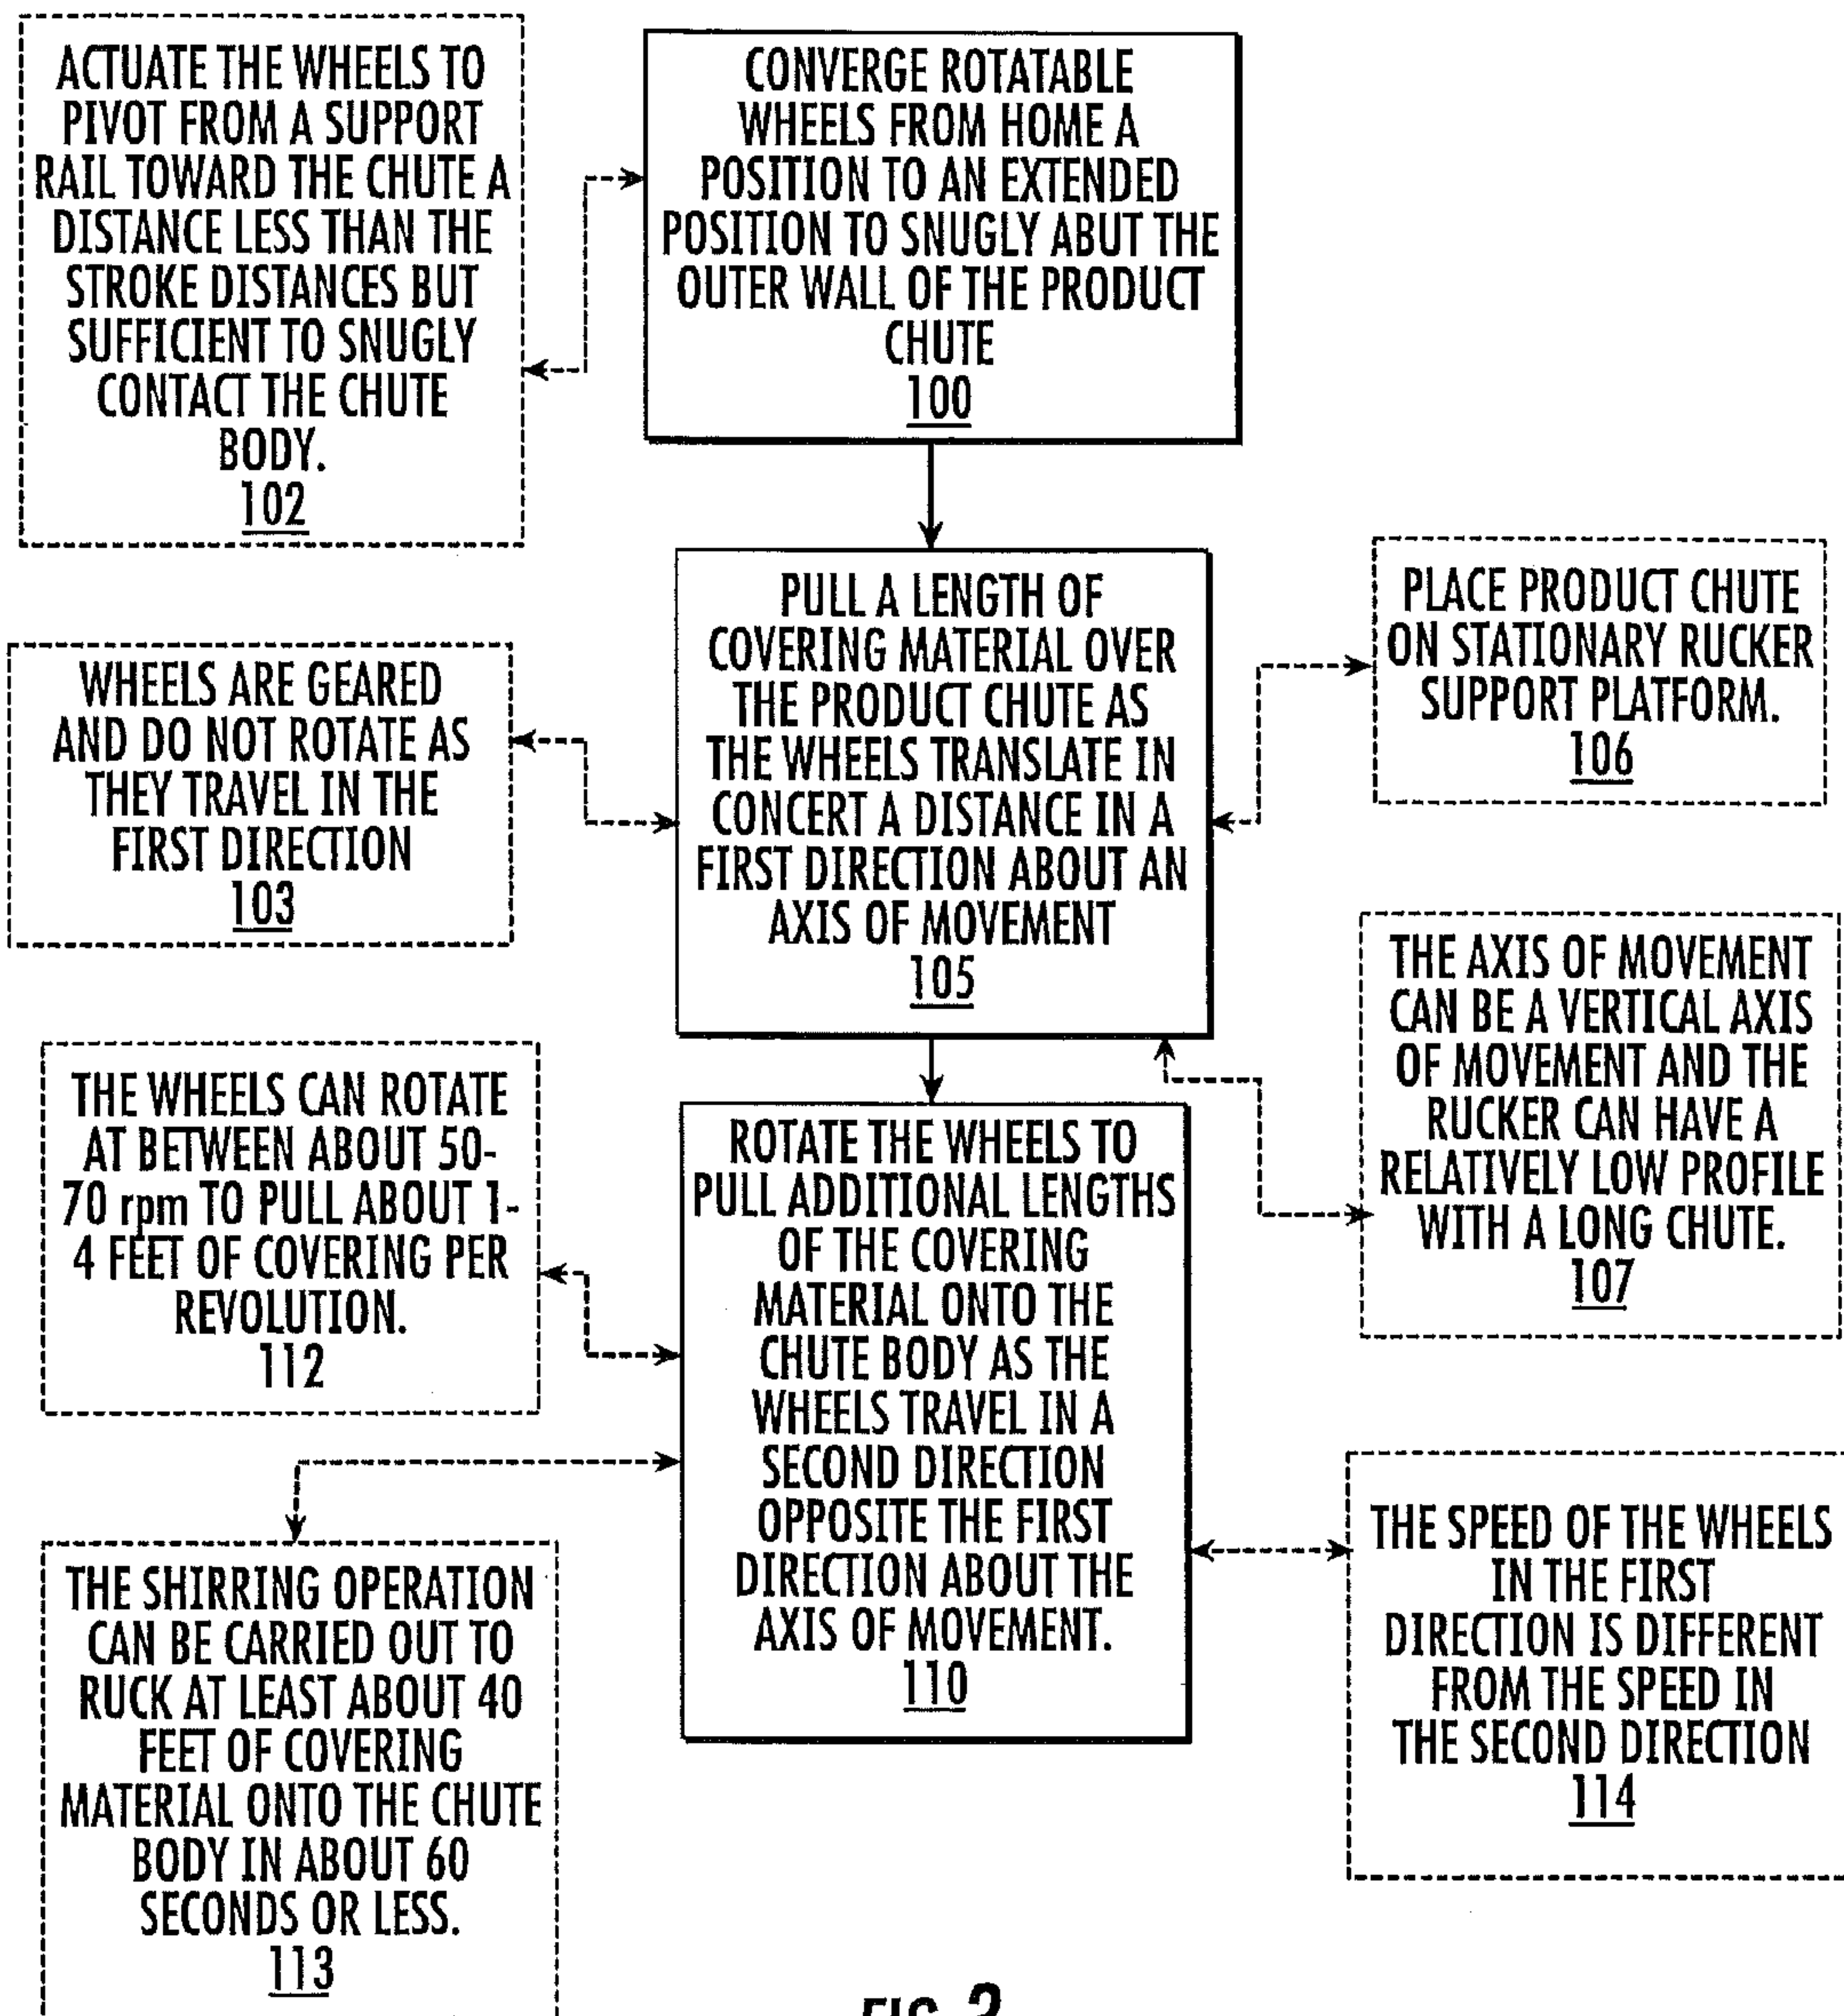 ACTUATE THE WHEELS TO
PIVOT FROM A SUPPORT
RAIL TOWARD THE CHUTE A
DISTANCE LESS THAN THE
STROKE DISTANCES BUT
SUFFICIENT TO SNUGLY
CONTACT THE CHUTE
BODY.
102
CONVERGE ROTATABLE
WHEELS FROM HOME A
POSITION TO AN EXTENDED
POSITION TO SNUGLY ABUT THE
OUTER WALL OF THE PRODUCT
CHUTE
100
WHEELS ARE GEARED
AND DO NOT ROTATE AS
THEY TRAVEL IN THE
FIRST DIRECTION
103
PULL A LENGTH OF
COVERING MATERIAL OVER
THE PRODUCT CHUTE AS
THE WHEELS TRANSLATE IN
CONCERT A DISTANCE IN A
FIRST DIRECTION ABOUT AN
AXIS OF MOVEMENT
105
PLACE PRODUCT CHUTE
ON STATIONARY RUCKER
SUPPORT PLATFORM.
106
THE AXIS OF MOVEMENT
CAN BE A VERTICAL AXIS
OF MOVEMENT AND THE
RUCKER CAN HAVE A
RELATIVELY LOW PROFILE
WITH A LONG CHUTE.
107
THE WHEELS CAN ROTATE
AT BETWEEN ABOUT 50-
70 rpm TO PULL ABOUT 1-
4 FEET OF COVERING PER
REVOLUTION.
112
ROTATE THE WHEELS TO
PULL ADDITIONAL LENGTHS
OF THE COVERING
MATERIAL ONTO THE
CHUTE BODY AS THE
WHEELS TRAVEL IN A
SECOND DIRECTION
OPPOSITE THE FIRST
DIRECTION ABOUT THE
AXIS OF MOVEMENT.
110
THE SHIRRING OPERATION
CAN BE CARRIED OUT TO
RUCK AT LEAST ABOUT 40
FEET OF COVERING
MATERIAL ONTO THE CHUTE
BODY IN ABOUT 60
SECONDS OR LESS.
113
THE SPEED OF THE WHEELS
IN THE FIRST
DIRECTION IS DIFFERENT
FROM THE SPEED IN
THE SECOND DIRECTION
114